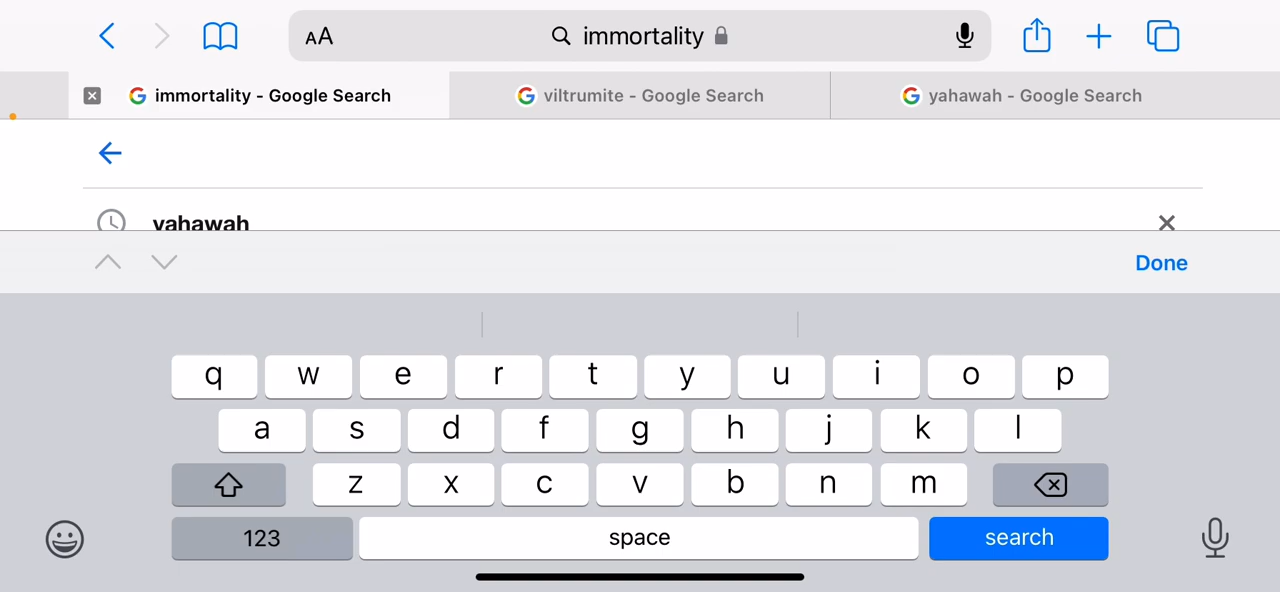 AA immortality
immortality - Google Search viltrumite - Google Search yahawah - Google Search
yahawah
Done
q w e r t y u i o p
a s d f g h j k l
z x c v b n m
123 space search